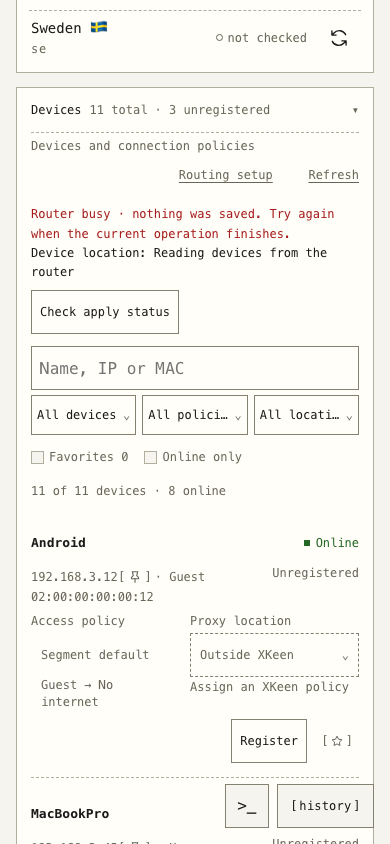 Sweden 🇸🇪
se
not checked
Devices 11 total · 3 unregistered ▾
Devices and connection policies
Routing setup Refresh
Router busy · nothing was saved. Try again
when the current operation finishes.
Device location: Reading devices from the
router
Check apply status
Name, IP or MAC
All devices
All polici…
All locati…
Favorites 0
Online only
11 of 11 devices · 8 online
Android
Online
192.168.3.12[ ]· Guest
Unregistered
02:00:00:00:00:12
Access policy
Proxy location
Segment default
Outside XKeen
Guest → No
internet
Assign an XKeen policy
Register
[☆]
MacBookPro
>_
[history]
Unregistered